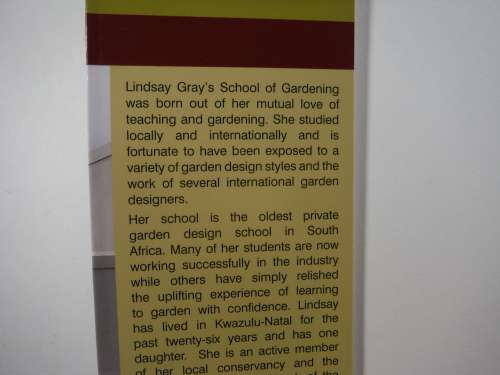 Lindsay Gray's School of Gardening
was born out of her mutual love of
teaching and gardening. She studied
locally and internationally and is
fortunate to have been exposed to a
variety of garden design styles and the
work of several international garden
designers.
Her school is the oldest private
garden design school in South
Africa. Many of her students are now
working successfully in the industry
while others have simply relished
the uplifting experience of learning
to garden with confidence. Lindsay
has lived in Kwazulu-Natal for the
past twenty-six years and has one
daughter. She is an active member
of her local conservancy and the
of the